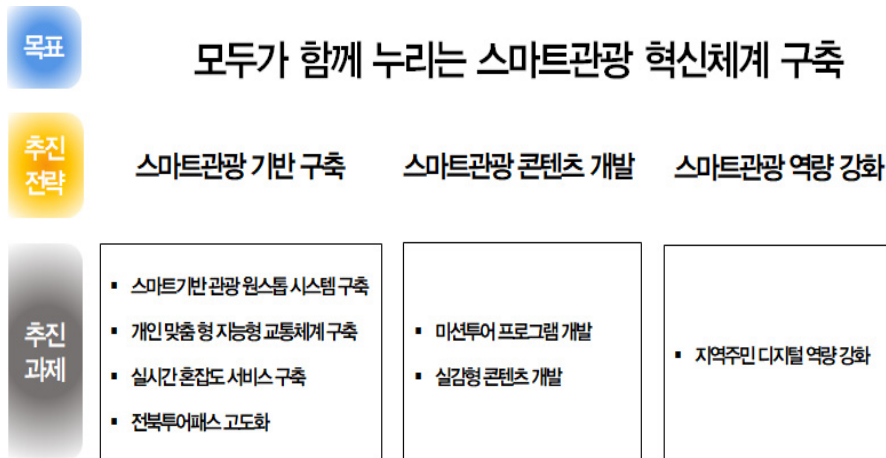 목표
모두가 함께 누리는 스마트관광 혁신체계 구축
추진
전략
스마트관광 기반 구축
스마트관광 콘텐츠 개발
스마트관광 역량 강화
추진
과제
▪ 스마트기반 관광 원스톱 시스템 구축
▪ 개인 맞춤 형 지능형 교통체계 구축
▪ 실시간 혼잡도 서비스 구축
▪ 전북투어패스 고도화
▪ 미션투어 프로그램 개발
▪ 실감형 콘텐츠 개발
▪ 지역주민 디지털 역량 강화